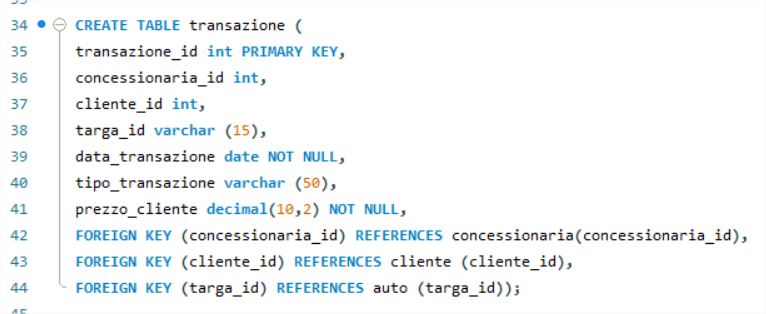 34 CREATE TABLE transazione (
35 transazione_id int PRIMARY KEY,
36 concessionaria_id int,
37 cliente_id int,
38 targa_id varchar (15),
39 data_transazione date NOT NULL,
40 tipo_transazione varchar (50),
41 prezzo_cliente decimal(10,2) NOT NULL,
42 FOREIGN KEY (concessionaria_id) REFERENCES concessionaria(concessionaria_id),
43 FOREIGN KEY (cliente_id) REFERENCES cliente (cliente_id),
44 FOREIGN KEY (targa_id) REFERENCES auto (targa_id));